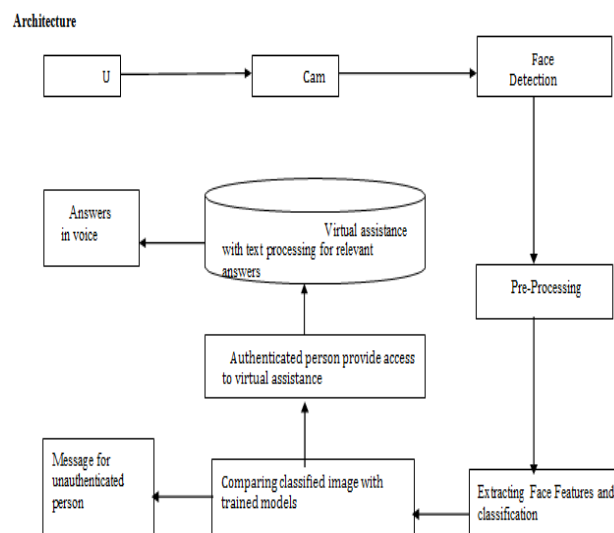 Architecture
U
Cam
Face
Detection
Answers
in voice
Virtual assistance
with text processing for relevant
answers
Pre-Processing
Authenticated person provide access
to virtual assistance
Message for
unauthenticated
person
Comparing classified image with
trained models
Extracting Face Features and
classification